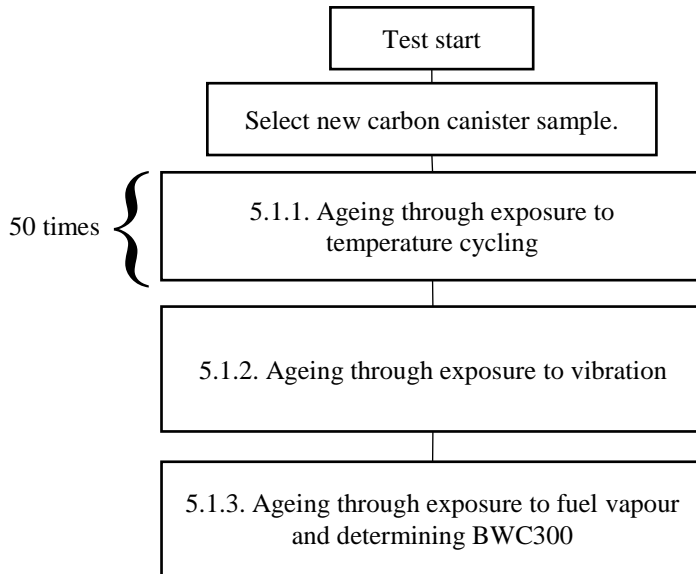 Test start
Select new carbon canister sample.
50 times
5.1.1. Ageing through exposure to
temperature cycling
5.1.2. Ageing through exposure to vibration
5.1.3. Ageing through exposure to fuel vapour
and determining BWC300